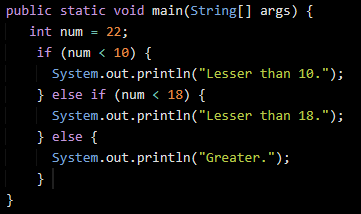 public static void main(String[] args) {
int num = 22;
if (num < 10) {
System.out.println("Lesser than 10.");
} else if (num < 18) {
System.out.println("Lesser than 18.");
} else {
System.out.println("Greater.");
}
}